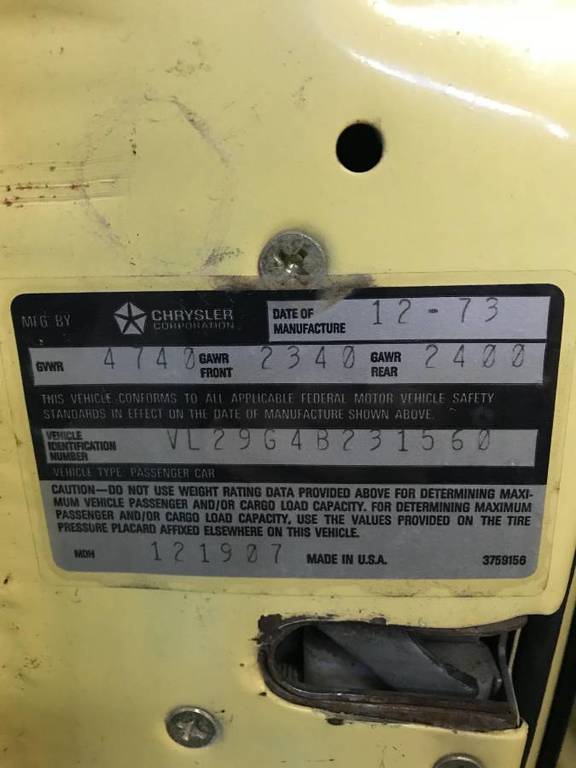 MFG BY CHRYSLER CORPORATION DATE OF MANUFACTURE 12-73
GVWR 4740 GAWR FRONT 2340 GAWR REAR 2400
THIS VEHICLE CONFORMS TO ALL APPLICABLE FEDERAL MOTOR VEHICLE SAFETY
STANDARDS IN EFFECT ON THE DATE OF MANUFACTURE SHOWN ABOVE.
VEHICLE IDENTIFICATION NUMBER VL29G4B231560
VEHICLE TYPE: PASSENGER CAR
CAUTION—DO NOT USE WEIGHT RATING DATA PROVIDED ABOVE FOR DETERMINING MAXI-
MUM VEHICLE PASSENGER AND/OR CARGO LOAD CAPACITY. FOR DETERMINING MAXIMUM
PASSENGER AND/OR CARGO LOAD CAPACITY, USE THE VALUES PROVIDED ON THE TIRE
PRESSURE PLACARD AFFIXED ELSEWHERE ON THIS VEHICLE.
MDH 121907 MADE IN U.S.A. 3759156